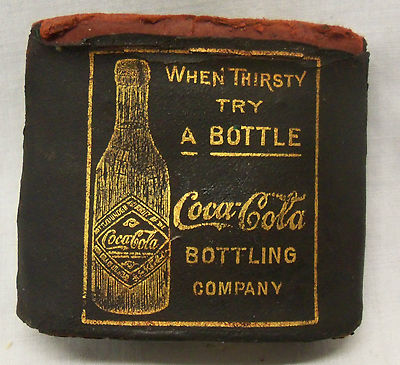 WHEN THIRSTY
TRY
A BOTTLE
Coca-Cola
BOTTLING
COMPANY
Coca-Cola